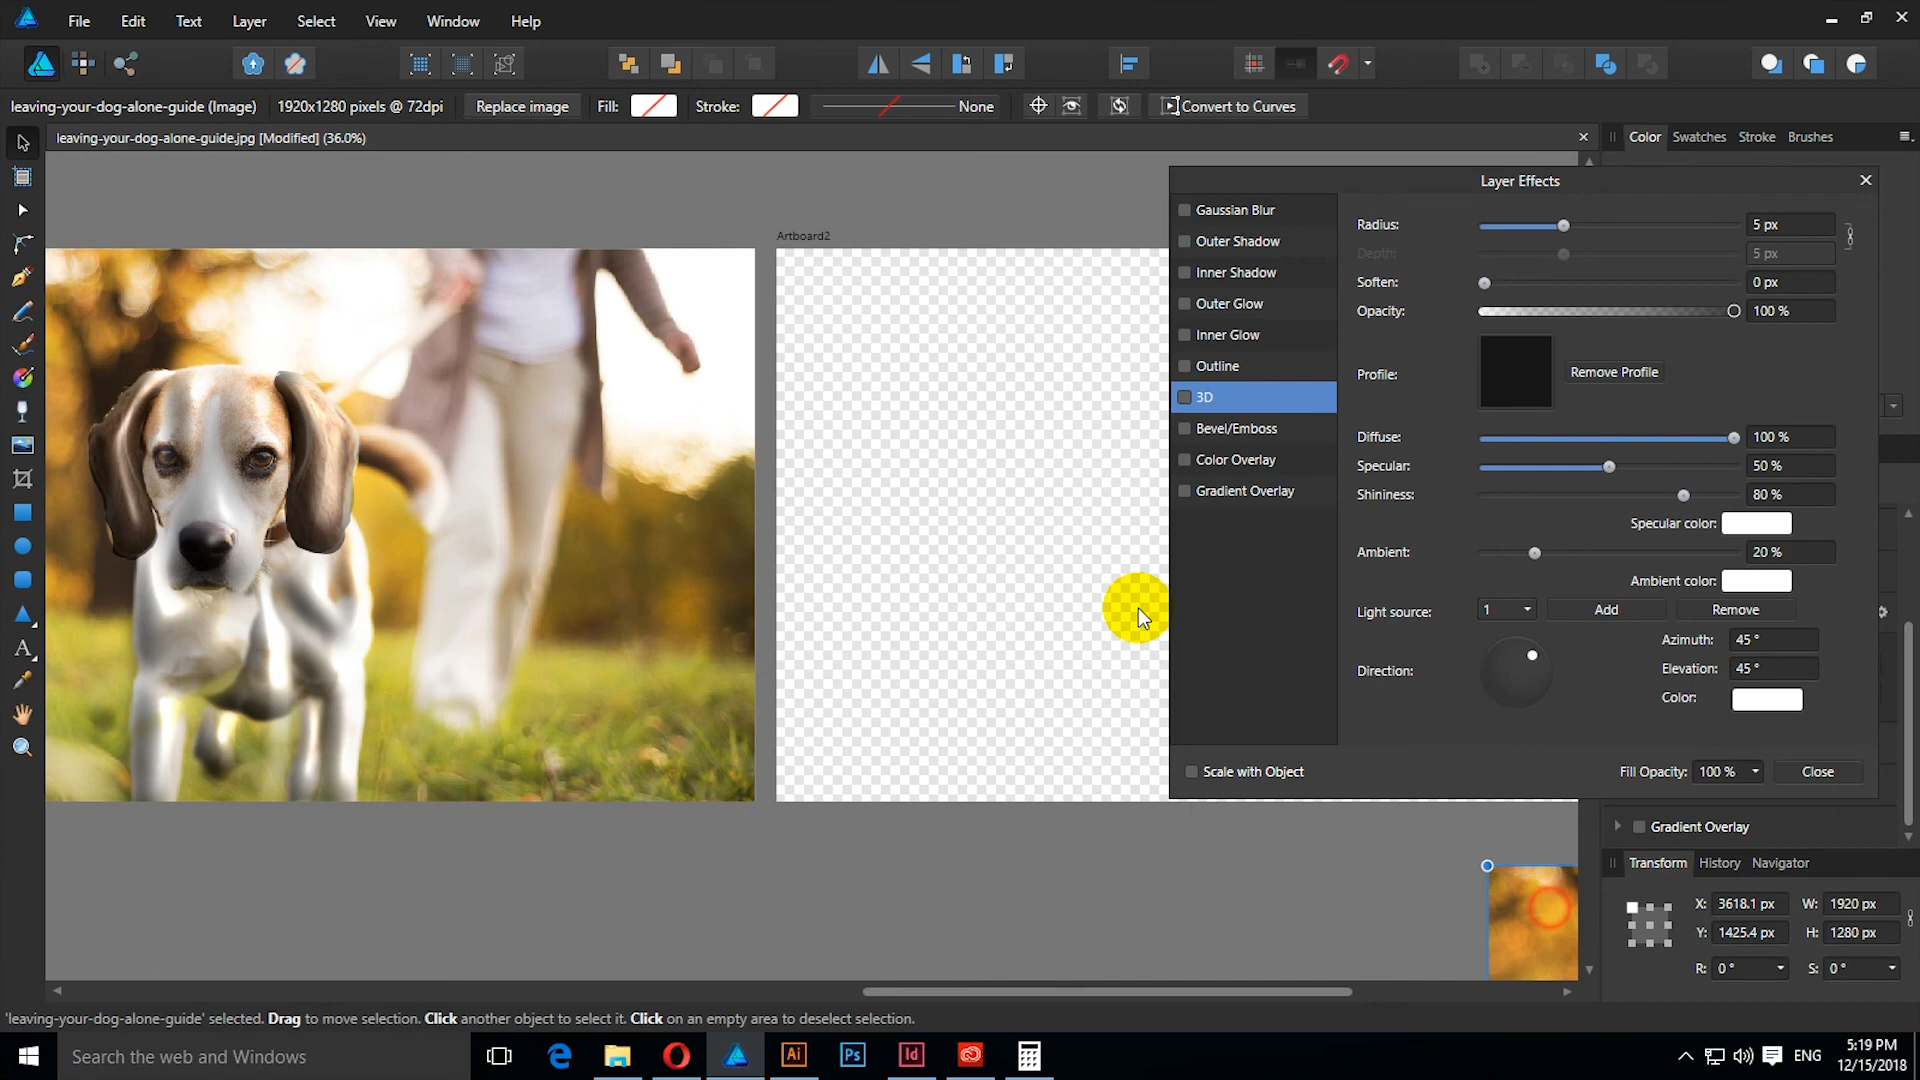 File Edit Text Layer Select View Window Help
leaving-your-dog-alone-guide (Image) 1920x1280 pixels @ 72dpi Replace image Fill: Stroke: None Convert to Curves
leaving-your-dog-alone-guide.jpg [Modified] (36.0%)
Color Swatches Stroke Brushes
Artboard2
Layer Effects
Gaussian Blur
Outer Shadow
Inner Shadow
Outer Glow
Inner Glow
Outline
3D
Bevel/Emboss
Color Overlay
Gradient Overlay
Radius: 5 px
Depth: 5 px
Soften: 0 px
Opacity: 100 %
Profile: Remove Profile
Diffuse: 100 %
Specular: 50 %
Shininess: 80 %
Specular color:
Ambient: 20 %
Ambient color:
Light source: 1 Add Remove
Azimuth: 45 °
Direction: Elevation: 45 °
Color:
Scale with Object Fill Opacity: 100 % Close
Gradient Overlay
Transform History Navigator
X: 3618.1 px W: 1920 px
Y: 1425.4 px H: 1280 px
R: 0 ° S: 0 °
'leaving-your-dog-alone-guide' selected. Drag to move selection. Click another object to select it. Click on an empty area to deselect selection.
Search the web and Windows
Ai Ps Id
ENG
5:19 PM
12/15/2018